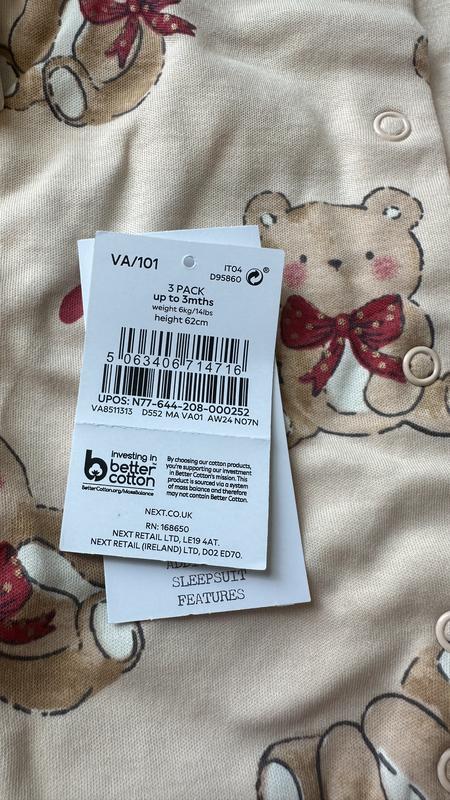 VA/101
IT04
D95860
®
3 PACK
up to 3mths
weight 6kg/14lbs
height 62cm
5 063406 714716
UPOS: N77-644-208-000252
VA8511313 D552 MA VA01 AW24 N07N
investing in
better
cotton
BetterCotton.org/MassBalance
By choosing our cotton products,
you're supporting our investment
in Better Cotton's mission. This
product is sourced via a system
of mass balance and therefore
may not contain Better Cotton.
NEXT.CO.UK
RN: 168650
NEXT RETAIL LTD, LE19 4AT.
NEXT RETAIL (IRELAND) LTD, D02 ED70.
SLEEPSUIT
FEATURES